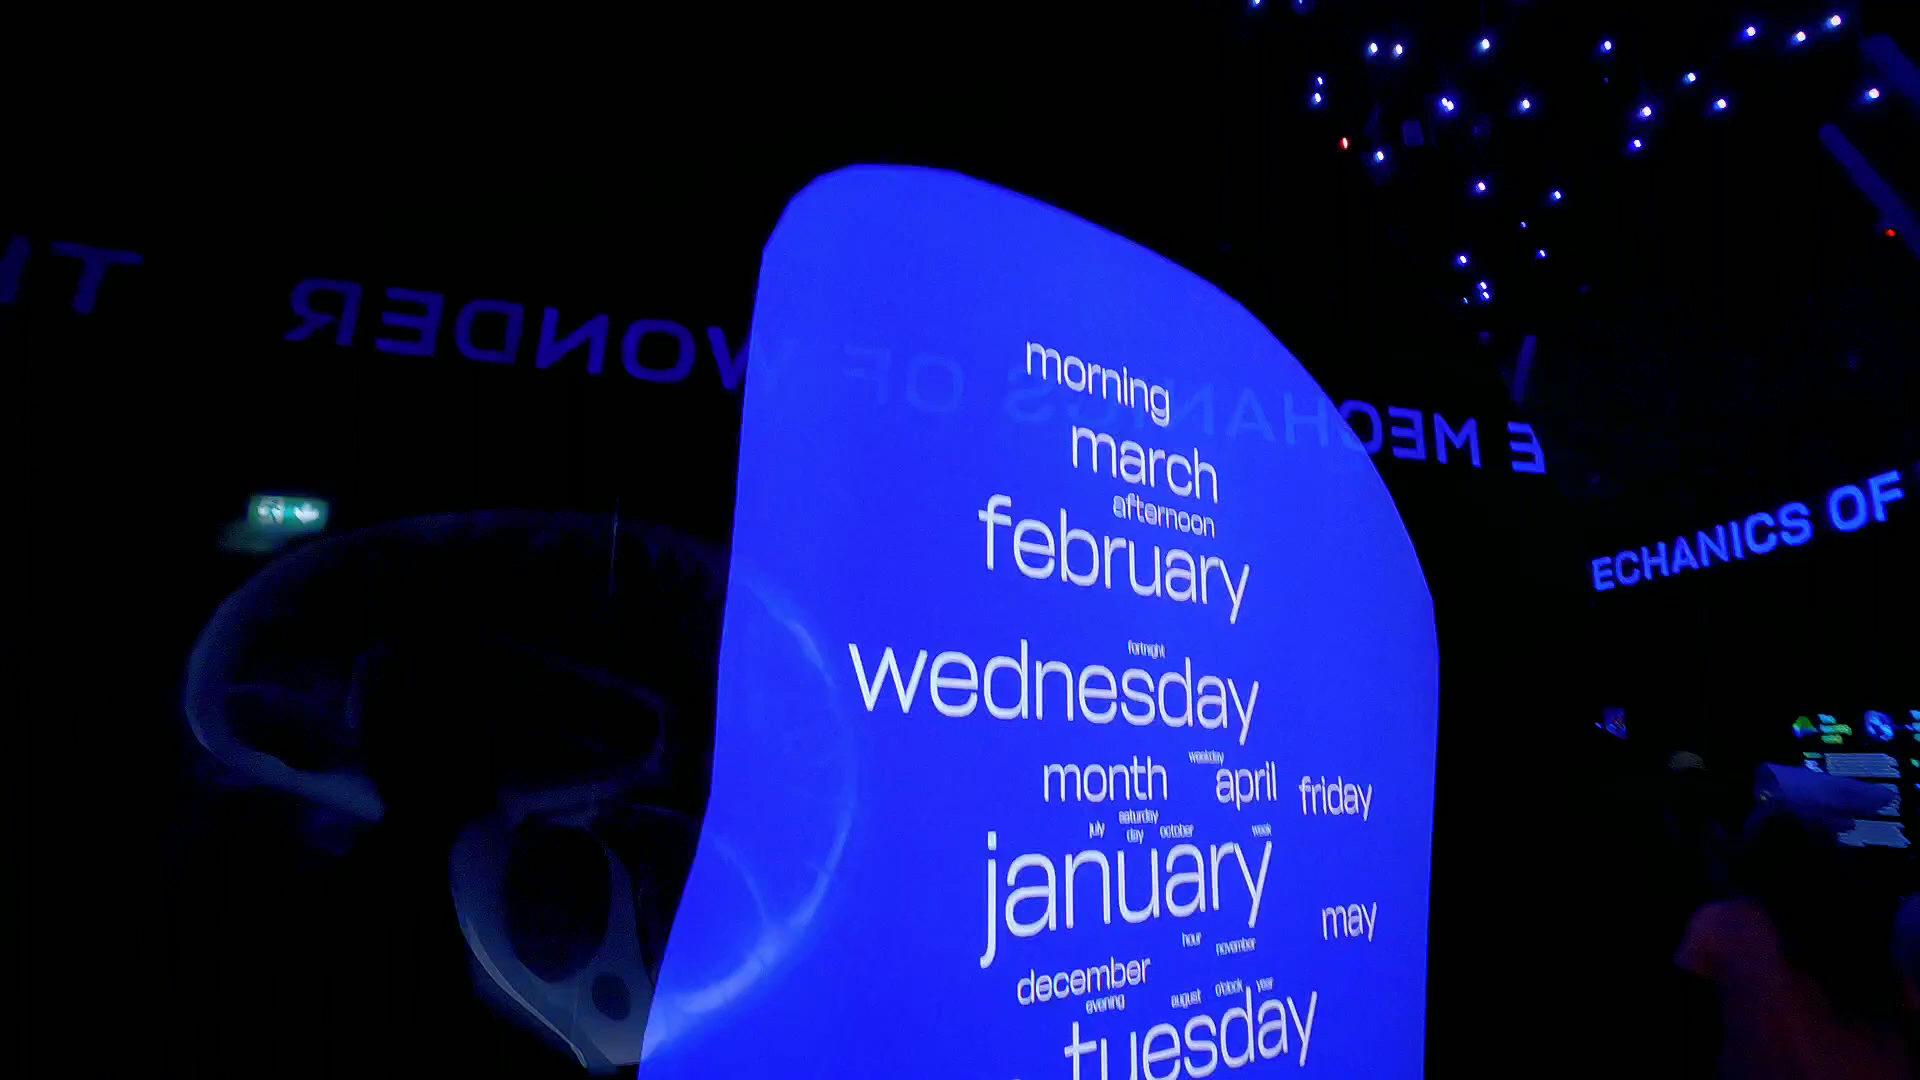 WONDER
E MECHANICS OF
ECHANICS OF
morning
march
afternoon
february
fortnight
wednesday
weekday
month april friday
saturday
july day october week
january
may
hour november
december
evening august o'clock year
tuesday